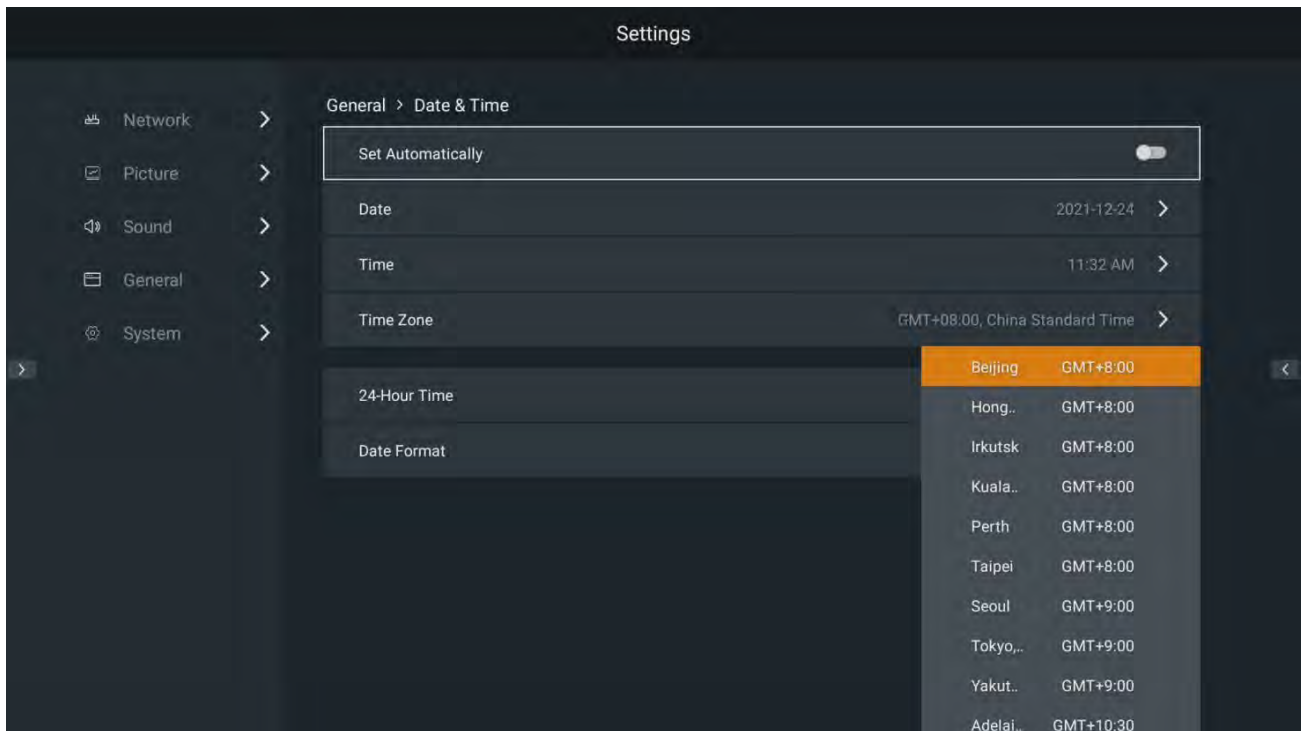 Settings
General > Date & Time
Network
Picture
Sound
General
System
Set Automatically
Date 2021-12-24
Time 11:32 AM
Time Zone GMT+08.00, China Standard Time
24-Hour Time
Date Format
Beijing GMT+8:00
Hong.. GMT+8:00
Irkutsk GMT+8:00
Kuala.. GMT+8:00
Perth GMT+8:00
Taipei GMT+8:00
Seoul GMT+9:00
Tokyo,.. GMT+9:00
Yakut.. GMT+9:00
Adelai.. GMT+10:30